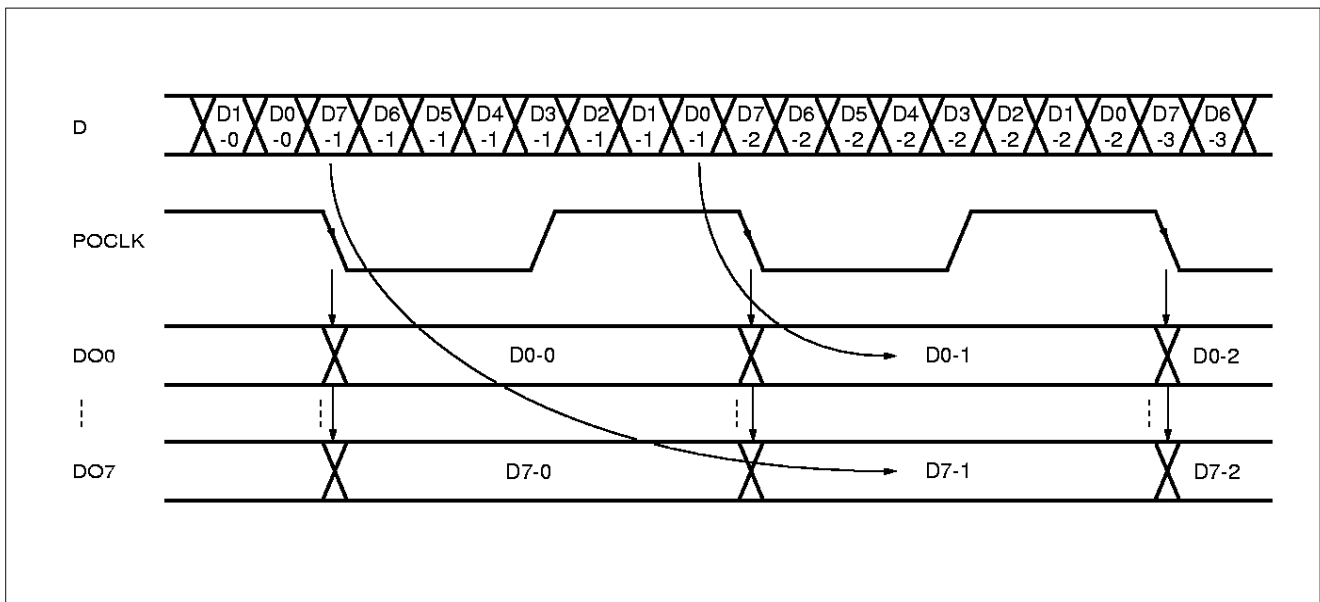 D1 D0 D7 D6 D5 D4 D3 D2 D1 D0 D7 D6 D5 D4 D3 D2 D1 D0 D7 D6
D
-0 -0 -1 -1 -1 -1 -1 -1 -1 -1 -2 -2 -2 -2 -2 -2 -2 -2 -3 -3
POCLK
DO0 D0-0 D0-1 D0-2
DO7 D7-0 D7-1 D7-2